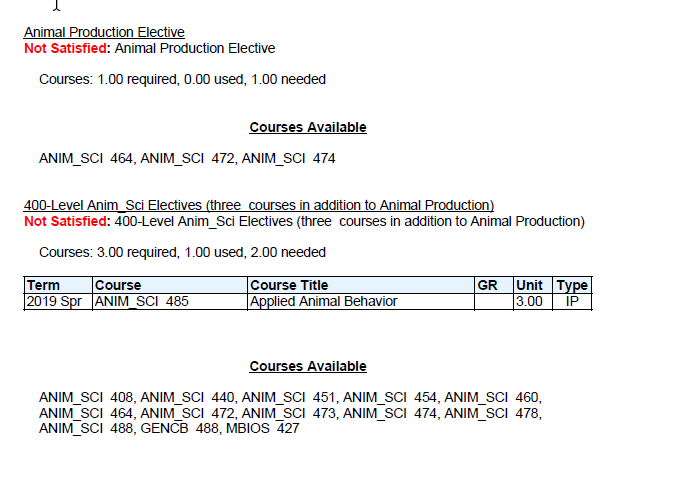 Animal Production Elective
Not Satisfied: Animal Production Elective
Courses: 1.00 required, 0.00 used, 1.00 needed
Courses Available
ANIM_SCI 464, ANIM_SCI 472, ANIM_SCI 474
400-Level Anim_Sci Electives (three courses in addition to Animal Production)
Not Satisfied: 400-Level Anim_Sci Electives (three courses in addition to Animal Production)
Courses: 3.00 required, 1.00 used, 2.00 needed
Term Course Course Title GR Unit Type
2019 Spr ANIM_SCI 485 Applied Animal Behavior 3.00 IP
Courses Available
ANIM_SCI 408, ANIM_SCI 440, ANIM_SCI 451, ANIM_SCI 454, ANIM_SCI 460,
ANIM_SCI 464, ANIM_SCI 472, ANIM_SCI 473, ANIM_SCI 474, ANIM_SCI 478,
ANIM_SCI 488, GENCB 488, MBIOS 427